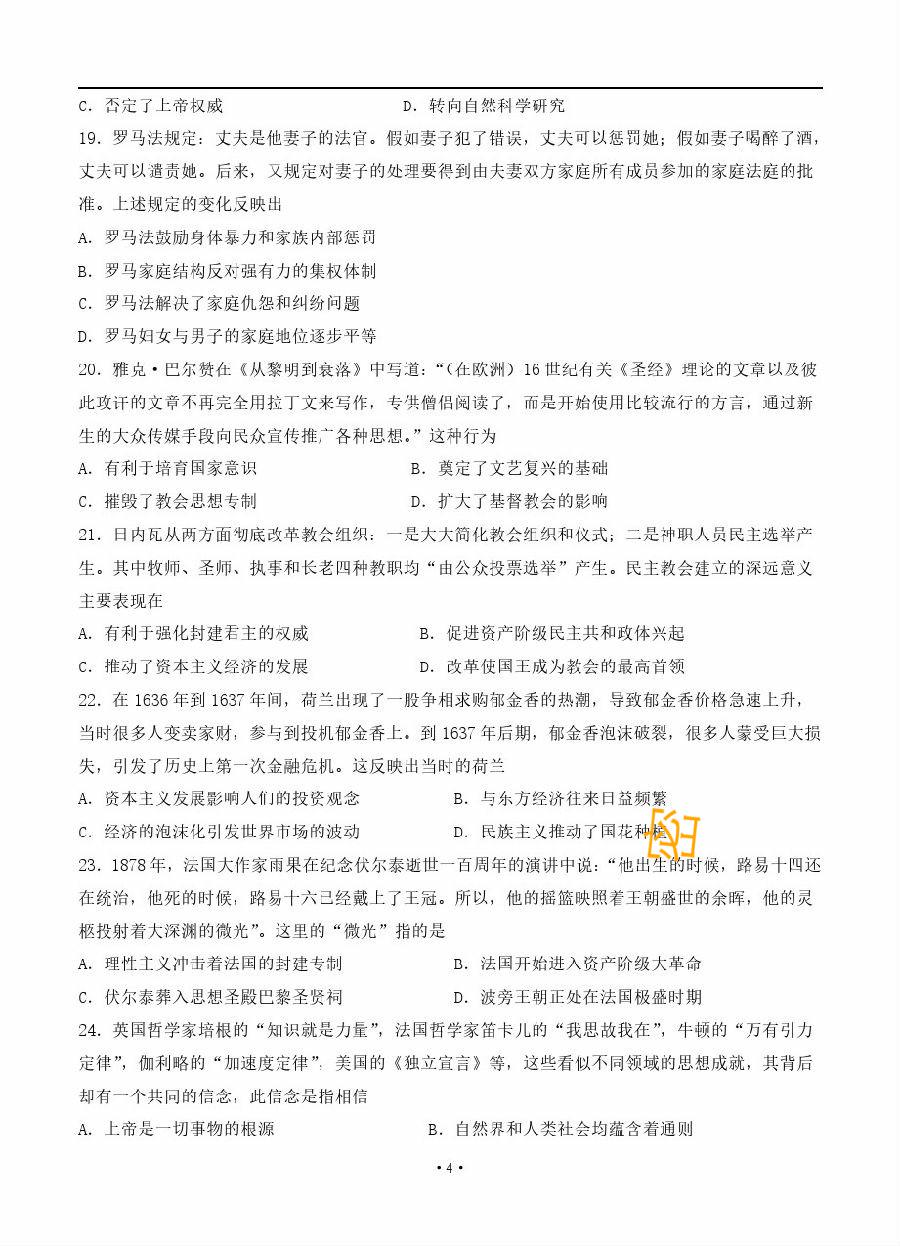 C. 否定了上帝权威 D. 转向自然科学研究
19. 罗马法规定：丈夫是他妻子的法官。假如妻子犯了错误，丈夫可以惩罚她；假如妻子喝醉了酒，
丈夫可以谴责她。后来，又规定对妻子的处理要得到由夫妻双方家庭所有成员参加的家庭法庭的批
准。上述规定的变化反映出
A. 罗马法鼓励身体暴力和家族内部惩罚
B. 罗马家庭结构反对强有力的集权体制
C. 罗马法解决了家庭仇怨和纠纷问题
D. 罗马妇女与男子的家庭地位逐步平等
20. 雅克·巴尔赞在《从黎明到衰落》中写道：“（在欧洲）16 世纪有关《圣经》理论的文章以及彼
此攻讦的文章不再完全用拉丁文来写作，专供僧侣阅读了，而是开始使用比较流行的方言，通过新
生的大众传媒手段向民众宣传推广各种思想。”这种行为
A. 有利于培育国家意识 B. 奠定了文艺复兴的基础
C. 摧毁了教会思想专制 D. 扩大了基督教会的影响
21. 日内瓦从两方面彻底改革教会组织：一是大大简化教会组织和仪式；二是神职人员民主选举产
生。其中牧师、圣师、执事和长老四种教职均“由公众投票选举”产生。民主教会建立的深远意义
主要表现在
A. 有利于强化封建君主的权威 B. 促进资产阶级民主共和政体兴起
C. 推动了资本主义经济的发展 D. 改革使国王成为教会的最高首领
22. 在 1636 年到 1637 年间，荷兰出现了一股争相求购郁金香的热潮，导致郁金香价格急速上升，
当时很多人变卖家财，参与到投机郁金香上。到 1637 年后期，郁金香泡沫破裂，很多人蒙受巨大损
失，引发了历史上第一次金融危机。这反映出当时的荷兰
A. 资本主义发展影响人们的投资观念 B. 与东方经济往来日益频繁
C. 经济的泡沫化引发世界市场的波动 D. 民族主义推动了国花种植
23. 1878 年，法国大作家雨果在纪念伏尔泰逝世一百周年的演讲中说：“他出生的时候，路易十四还
在统治，他死的时候，路易十六已经戴上了王冠。所以，他的摇篮映照着王朝盛世的余晖，他的灵
柩投射着大深渊的微光”。这里的“微光”指的是
A. 理性主义冲击着法国的封建专制 B. 法国开始进入资产阶级大革命
C. 伏尔泰葬入思想圣殿巴黎圣贤祠 D. 波旁王朝正处在法国极盛时期
24. 英国哲学家培根的“知识就是力量”，法国哲学家笛卡儿的“我思故我在”，牛顿的“万有引力
定律”，伽利略的“加速度定律”，美国的《独立宣言》等，这些看似不同领域的思想成就，其背后
却有一个共同的信念，此信念是指相信
A. 上帝是一切事物的根源 B. 自然界和人类社会均蕴含着通则
·4·